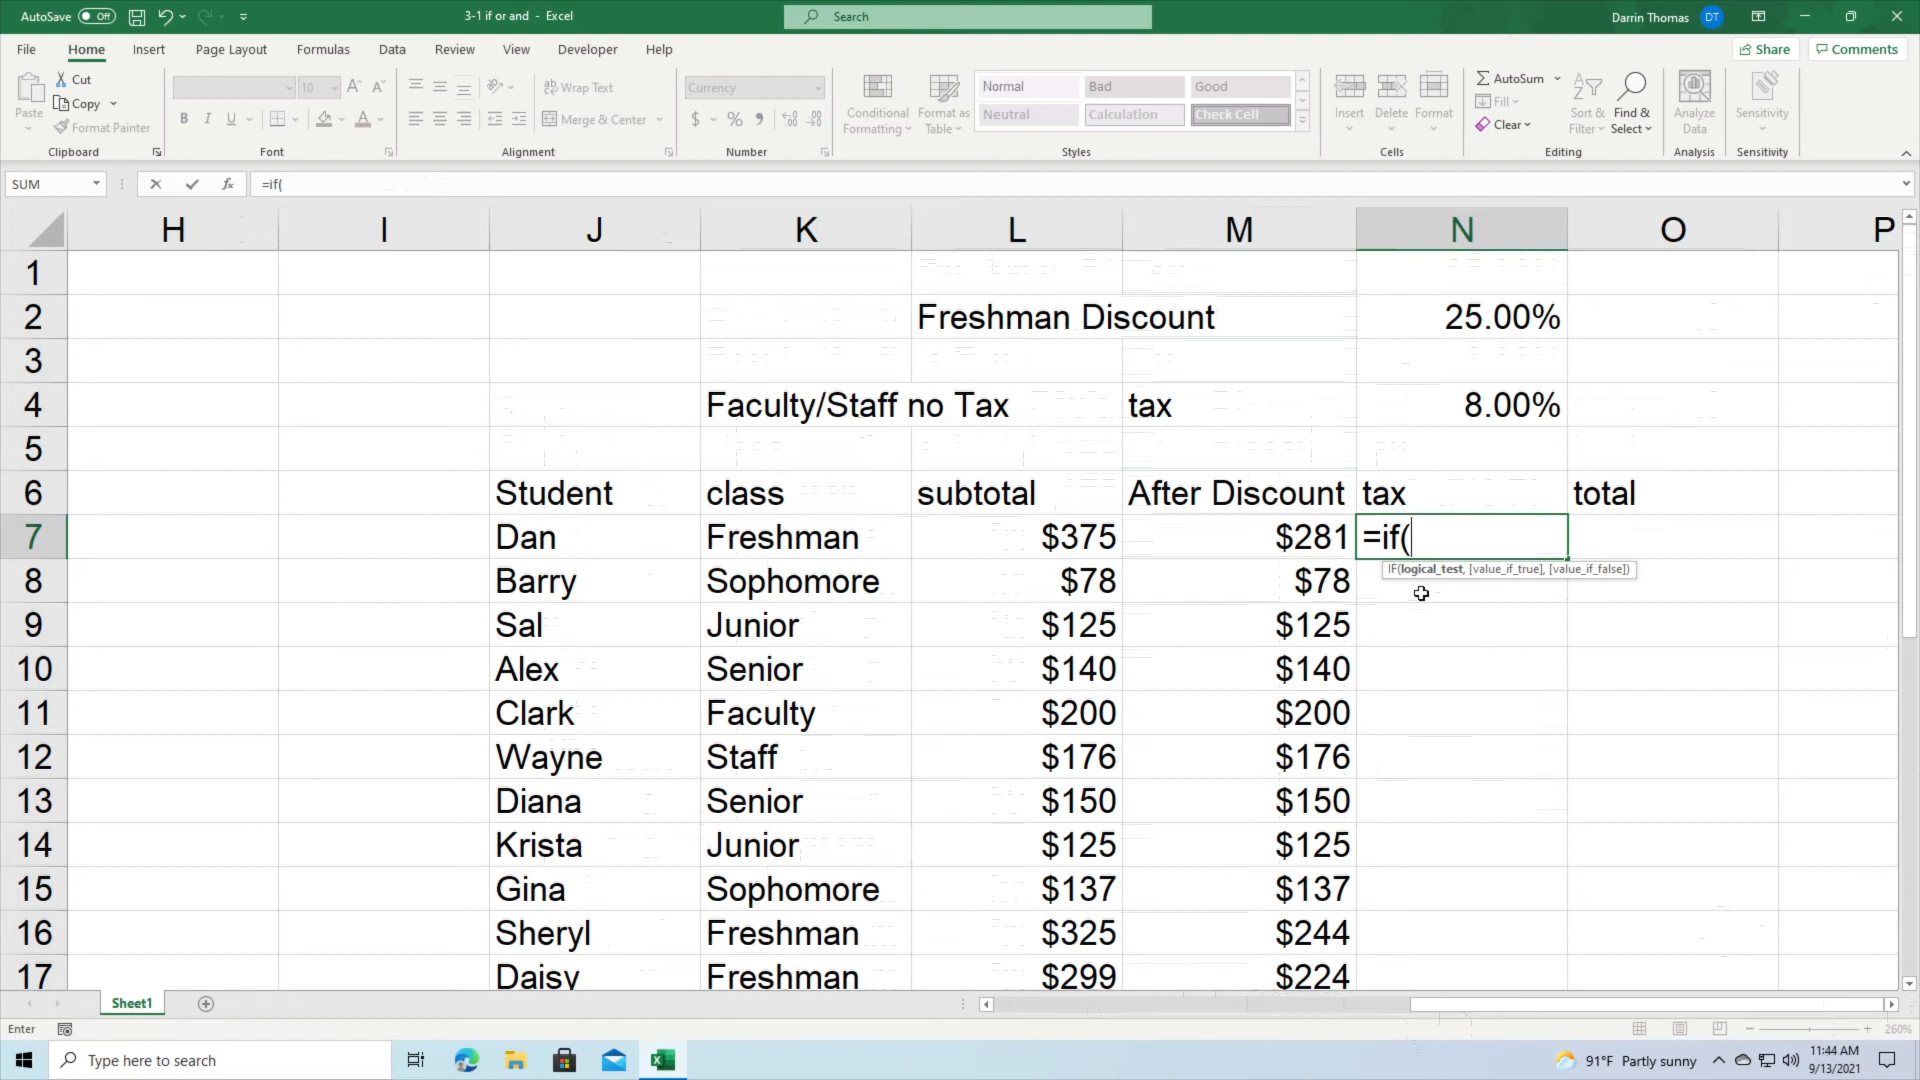 AutoSave Off 3-1 if or and - Excel Search Darrin Thomas DT
File Home Insert Page Layout Formulas Data Review View Developer Help Share Comments
Cut
Copy
Format Painter
Paste
Clipboard
10 A A
B I U A
Font
Wrap Text
Merge & Center
Alignment
Currency
$ % 9
Number
Conditional Formatting
Format as Table
Normal Bad Good
Neutral Calculation Check Cell
Styles
Insert Delete Format
Cells
AutoSum
Fill
Clear
Sort & Filter
Find & Select
Editing
Analyze Data
Analysis
Sensitivity
Sensitivity
SUM fx =if(
H I J K L M N O P
1
2 Freshman Discount 25.00%
3
4 Faculty/Staff no Tax tax 8.00%
5
6 Student class subtotal After Discount tax total
7 Dan Freshman $375 $281 =if(
IF(logical_test, [value_if_true], [value_if_false])
8 Barry Sophomore $78 $78
9 Sal Junior $125 $125
10 Alex Senior $140 $140
11 Clark Faculty $200 $200
12 Wayne Staff $176 $176
13 Diana Senior $150 $150
14 Krista Junior $125 $125
15 Gina Sophomore $137 $137
16 Sheryl Freshman $325 $244
17 Daisy Freshman $299 $224
Sheet1
Enter 260%
Type here to search 91°F Partly sunny 11:44 AM
9/13/2021